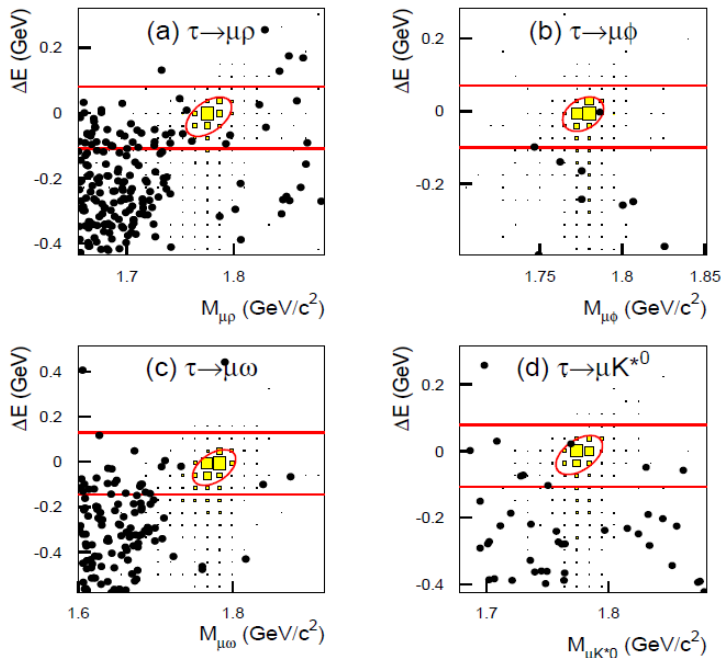 (a) τ→μρ
ΔE (GeV)
0.2
0
-0.2
-0.4
1.7 1.8
M_μρ (GeV/c²)
(b) τ→μϕ
ΔE (GeV)
0.2
0
-0.2
1.75 1.8 1.85
M_μϕ (GeV/c²)
(c) τ→μω
ΔE (GeV)
0.4
0.2
0
-0.2
-0.4
1.6 1.8
M_μω (GeV/c²)
(d) τ→μK*⁰
ΔE (GeV)
0.2
0
-0.2
-0.4
1.7 1.8
M_μK*0 (GeV/c²)